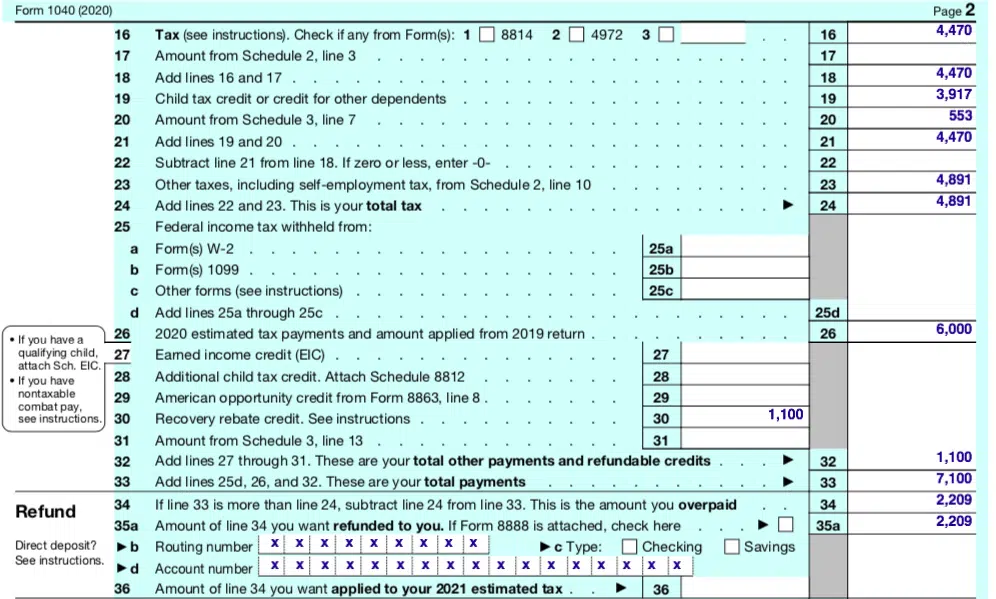 Form 1040 (2020) Page 2
16 Tax (see instructions). Check if any from Form(s): 1 8814 2 4972 3 . . 16 4,470
17 Amount from Schedule 2, line 3 17
18 Add lines 16 and 17 18 4,470
19 Child tax credit or credit for other dependents 19 3,917
20 Amount from Schedule 3, line 7 20 553
21 Add lines 19 and 20 21 4,470
22 Subtract line 21 from line 18. If zero or less, enter -0- 22
23 Other taxes, including self-employment tax, from Schedule 2, line 10 23 4,891
24 Add lines 22 and 23. This is your total tax ▶ 24 4,891
25 Federal income tax withheld from:
a Form(s) W-2 25a
b Form(s) 1099 25b
c Other forms (see instructions) 25c
d Add lines 25a through 25c 25d
26 2020 estimated tax payments and amount applied from 2019 return 26 6,000
• If you have a qualifying child, attach Sch. EIC.
• If you have nontaxable combat pay, see instructions.
27 Earned income credit (EIC) 27
28 Additional child tax credit. Attach Schedule 8812 28
29 American opportunity credit from Form 8863, line 8 29
30 Recovery rebate credit. See instructions 30 1,100
31 Amount from Schedule 3, line 13 31
32 Add lines 27 through 31. These are your total other payments and refundable credits ▶ 32 1,100
33 Add lines 25d, 26, and 32. These are your total payments ▶ 33 7,100
Refund
34 If line 33 is more than line 24, subtract line 24 from line 33. This is the amount you overpaid 34 2,209
35a Amount of line 34 you want refunded to you. If Form 8888 is attached, check here ▶ 35a 2,209
Direct deposit? See instructions.
▶ b Routing number X X X X X X X X X ▶ c Type: Checking Savings
▶ d Account number X X X X X X X X X X X X X X X X X
36 Amount of line 34 you want applied to your 2021 estimated tax ▶ 36